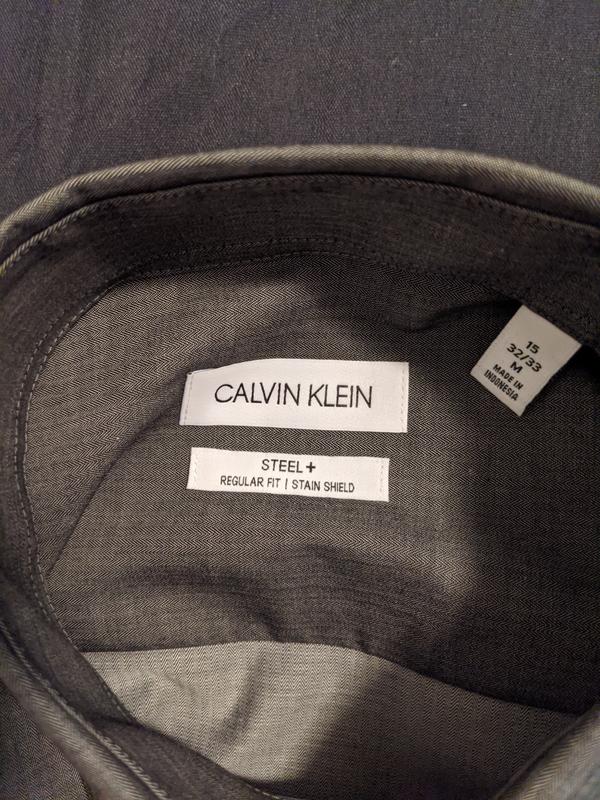 CALVIN KLEIN
STEEL+
REGULAR FIT | STAIN SHIELD
15
32/33
M
MADE IN
INDONESIA